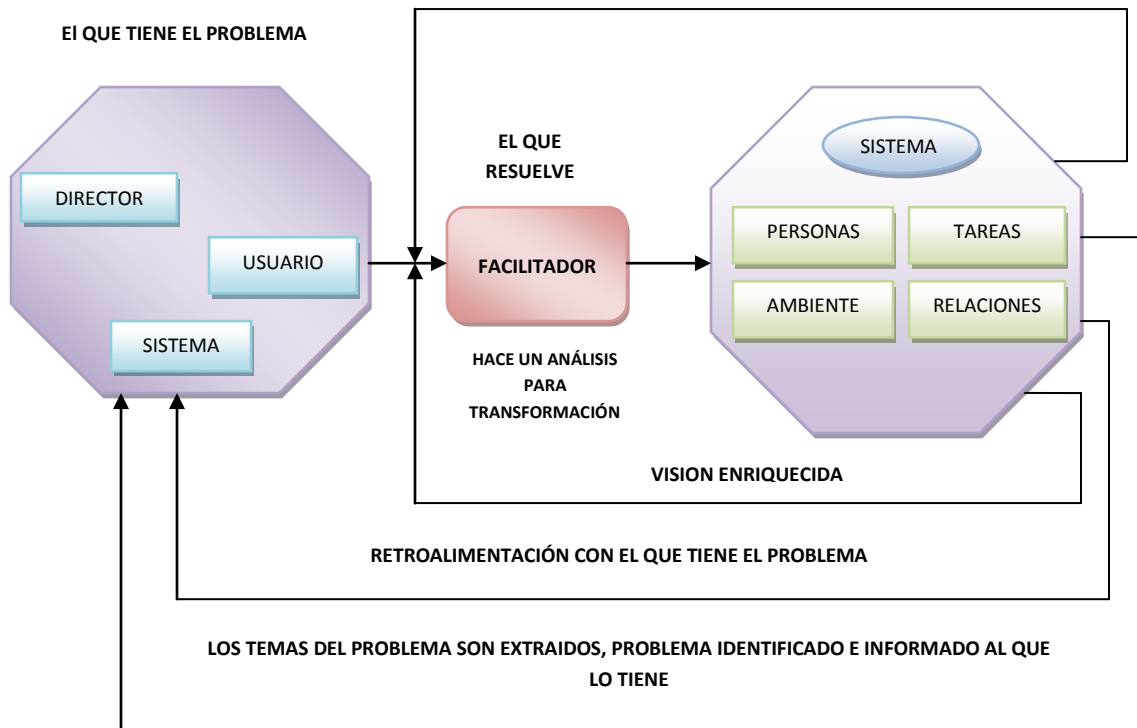 El QUE TIENE EL PROBLEMA
DIRECTOR
USUARIO
SISTEMA
EL QUE
RESUELVE
FACILITADOR
HACE UN ANÁLISIS
PARA
TRANSFORMACIÓN
SISTEMA
PERSONAS
TAREAS
AMBIENTE
RELACIONES
VISION ENRIQUECIDA
RETROALIMENTACIÓN CON EL QUE TIENE EL PROBLEMA
LOS TEMAS DEL PROBLEMA SON EXTRAIDOS, PROBLEMA IDENTIFICADO E INFORMADO AL QUE
LO TIENE